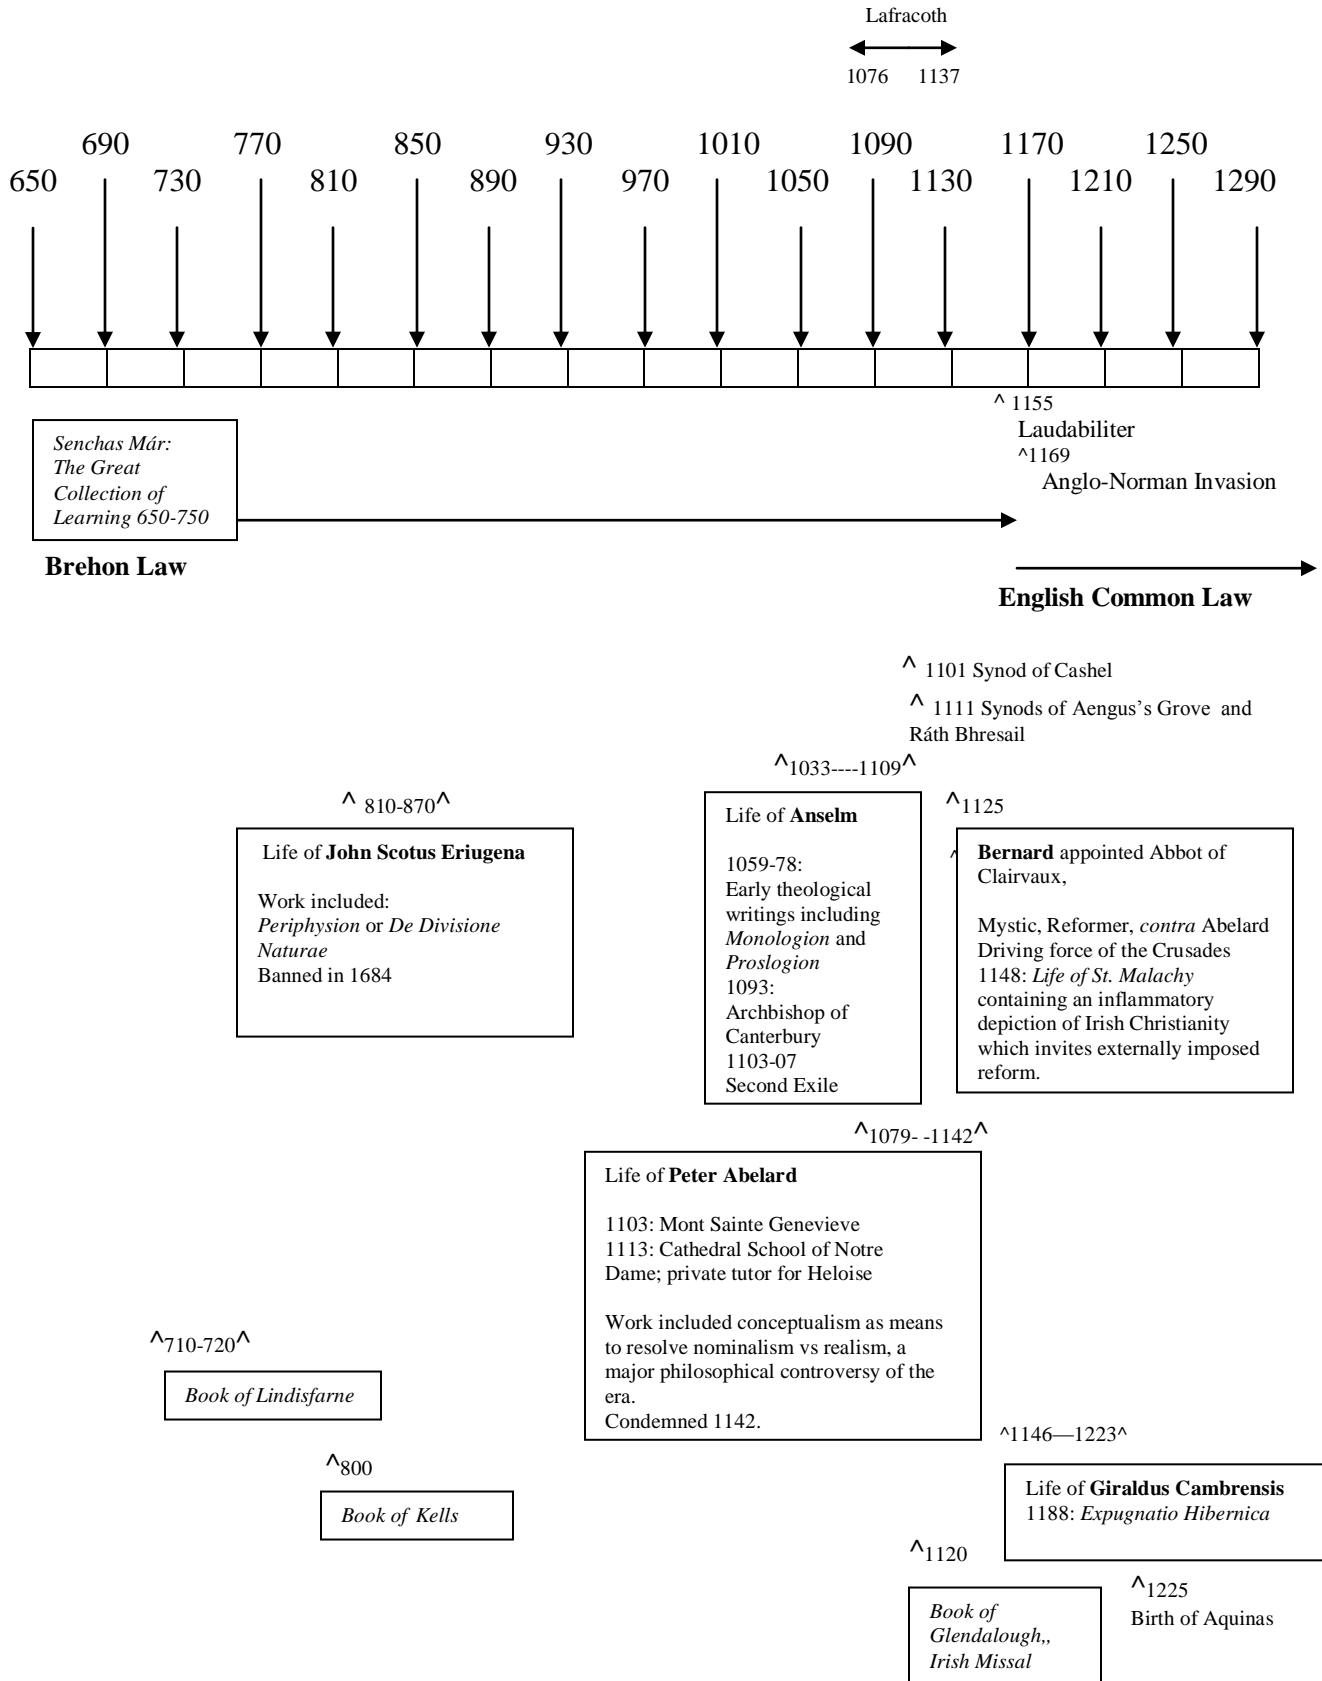 Lafracoth
1076 1137
690 770 850 930 1010 1090 1170 1250
650 730 810 890 970 1050 1130 1210 1290
^ 1155
Laudabiliter
^1169
Anglo-Norman Invasion
Senchas Már:
The Great
Collection of
Learning 650-750
Brehon Law
English Common Law
^ 1101 Synod of Cashel
^ 1111 Synods of Aengus’s Grove and
Ráth Bhresail
^1033----1109^
Life of Anselm
1059-78:
Early theological
writings including
Monologion and
Proslogion
1093:
Archbishop of
Canterbury
1103-07
Second Exile
^ 810-870^
Life of John Scotus Eriugena
Work included:
Periphysion or De Divisione
Naturae
Banned in 1684
^1125
^
Bernard appointed Abbot of
Clairvaux,
Mystic, Reformer, contra Abelard
Driving force of the Crusades
1148: Life of St. Malachy
containing an inflammatory
depiction of Irish Christianity
which invites externally imposed
reform.
^1079- -1142^
Life of Peter Abelard
1103: Mont Sainte Genevieve
1113: Cathedral School of Notre
Dame; private tutor for Heloise
Work included conceptualism as means
to resolve nominalism vs realism, a
major philosophical controversy of the
era.
Condemned 1142.
^710-720^
Book of Lindisfarne
^800
Book of Kells
^1146—1223^
Life of Giraldus Cambrensis
1188: Expugnatio Hibernica
^1120
Book of
Glendalough,,
Irish Missal
^1225
Birth of Aquinas